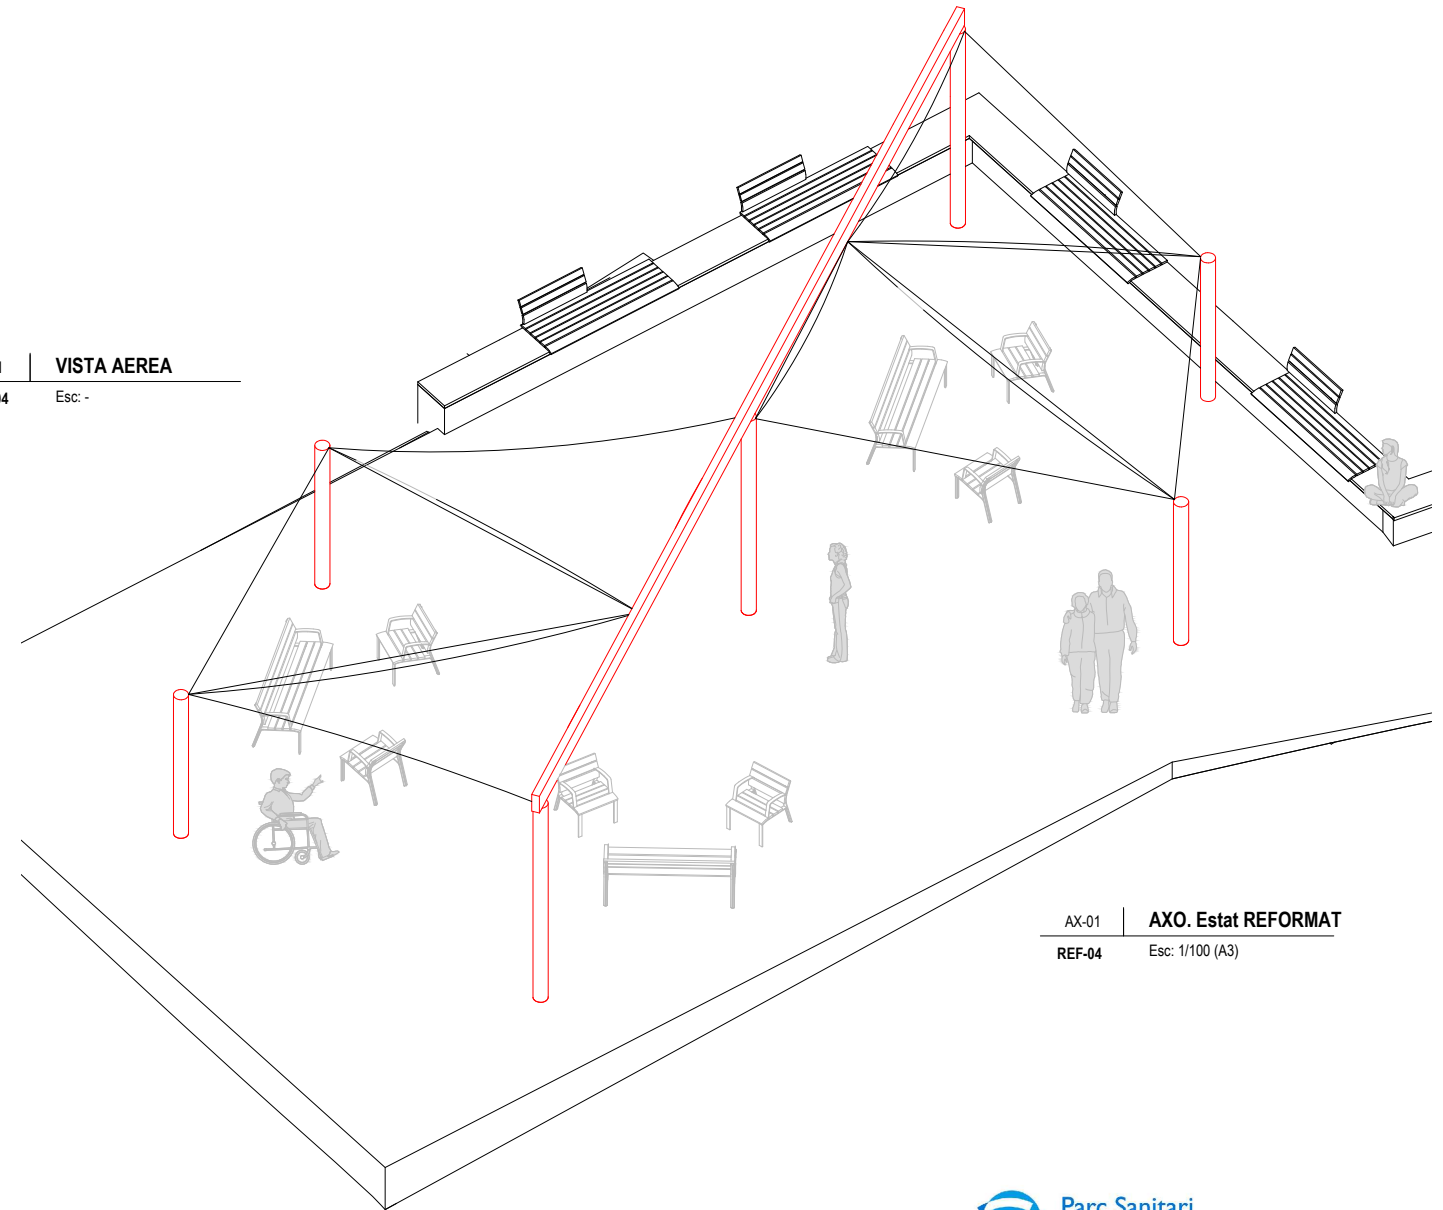 VISTA AEREA
Esc: -
AX-01 AXO. Estat REFORMAT
REF-04 Esc: 1/100 (A3)
Parc Sanitari